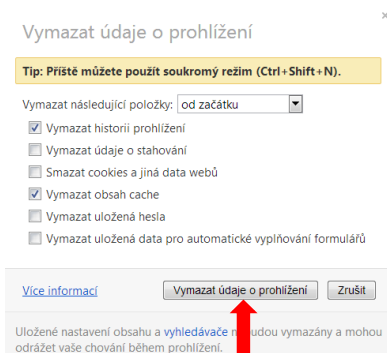 Vymazat údaje o prohlížení
Tip: Příště můžete použít soukromý režim (Ctrl+Shift+N).
Vymazat následující položky: od začátku
Vymazat historii prohlížení
Vymazat údaje o stahování
Smazat cookies a jiná data webů
Vymazat obsah cache
Vymazat uložená hesla
Vymazat uložená data pro automatické vyplňování formulářů
Více informací Vymazat údaje o prohlížení Zrušit
Uložené nastavení obsahu a vyhledávače vymazány a mohou
odrážet vaše chování během prohlížení.